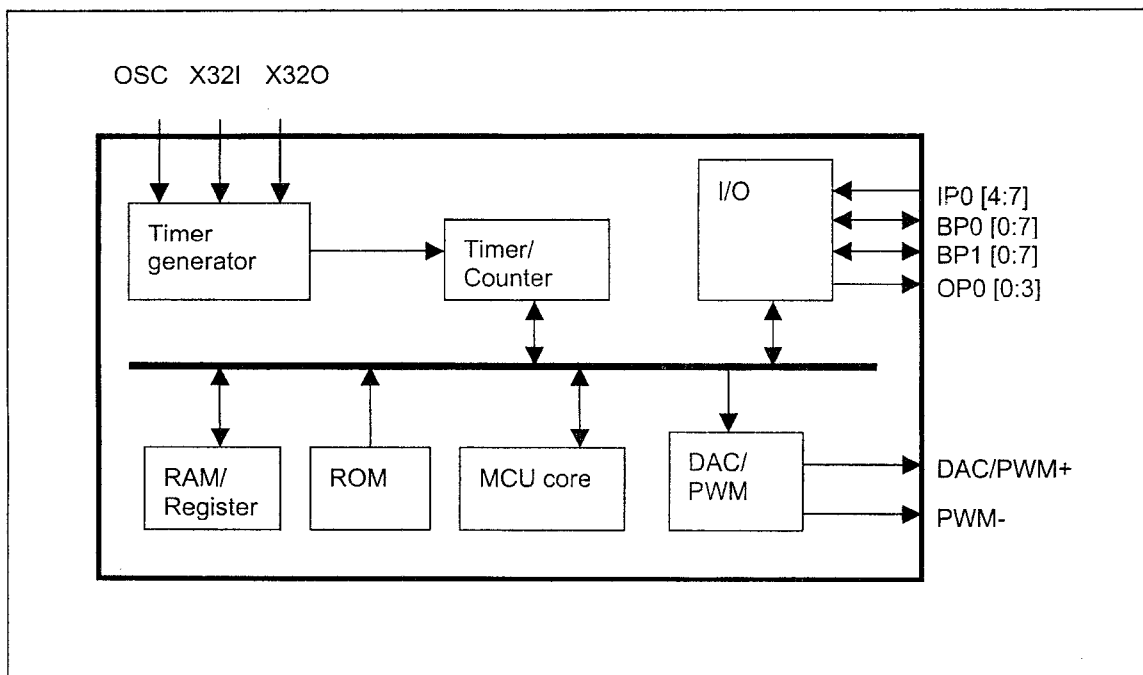 OSC X32I X32O
Timer
generator
Timer/
Counter
I/O
IP0 [4:7]
BP0 [0:7]
BP1 [0:7]
OP0 [0:3]
RAM/
Register
ROM
MCU core
DAC/
PWM
DAC/PWM+
PWM-